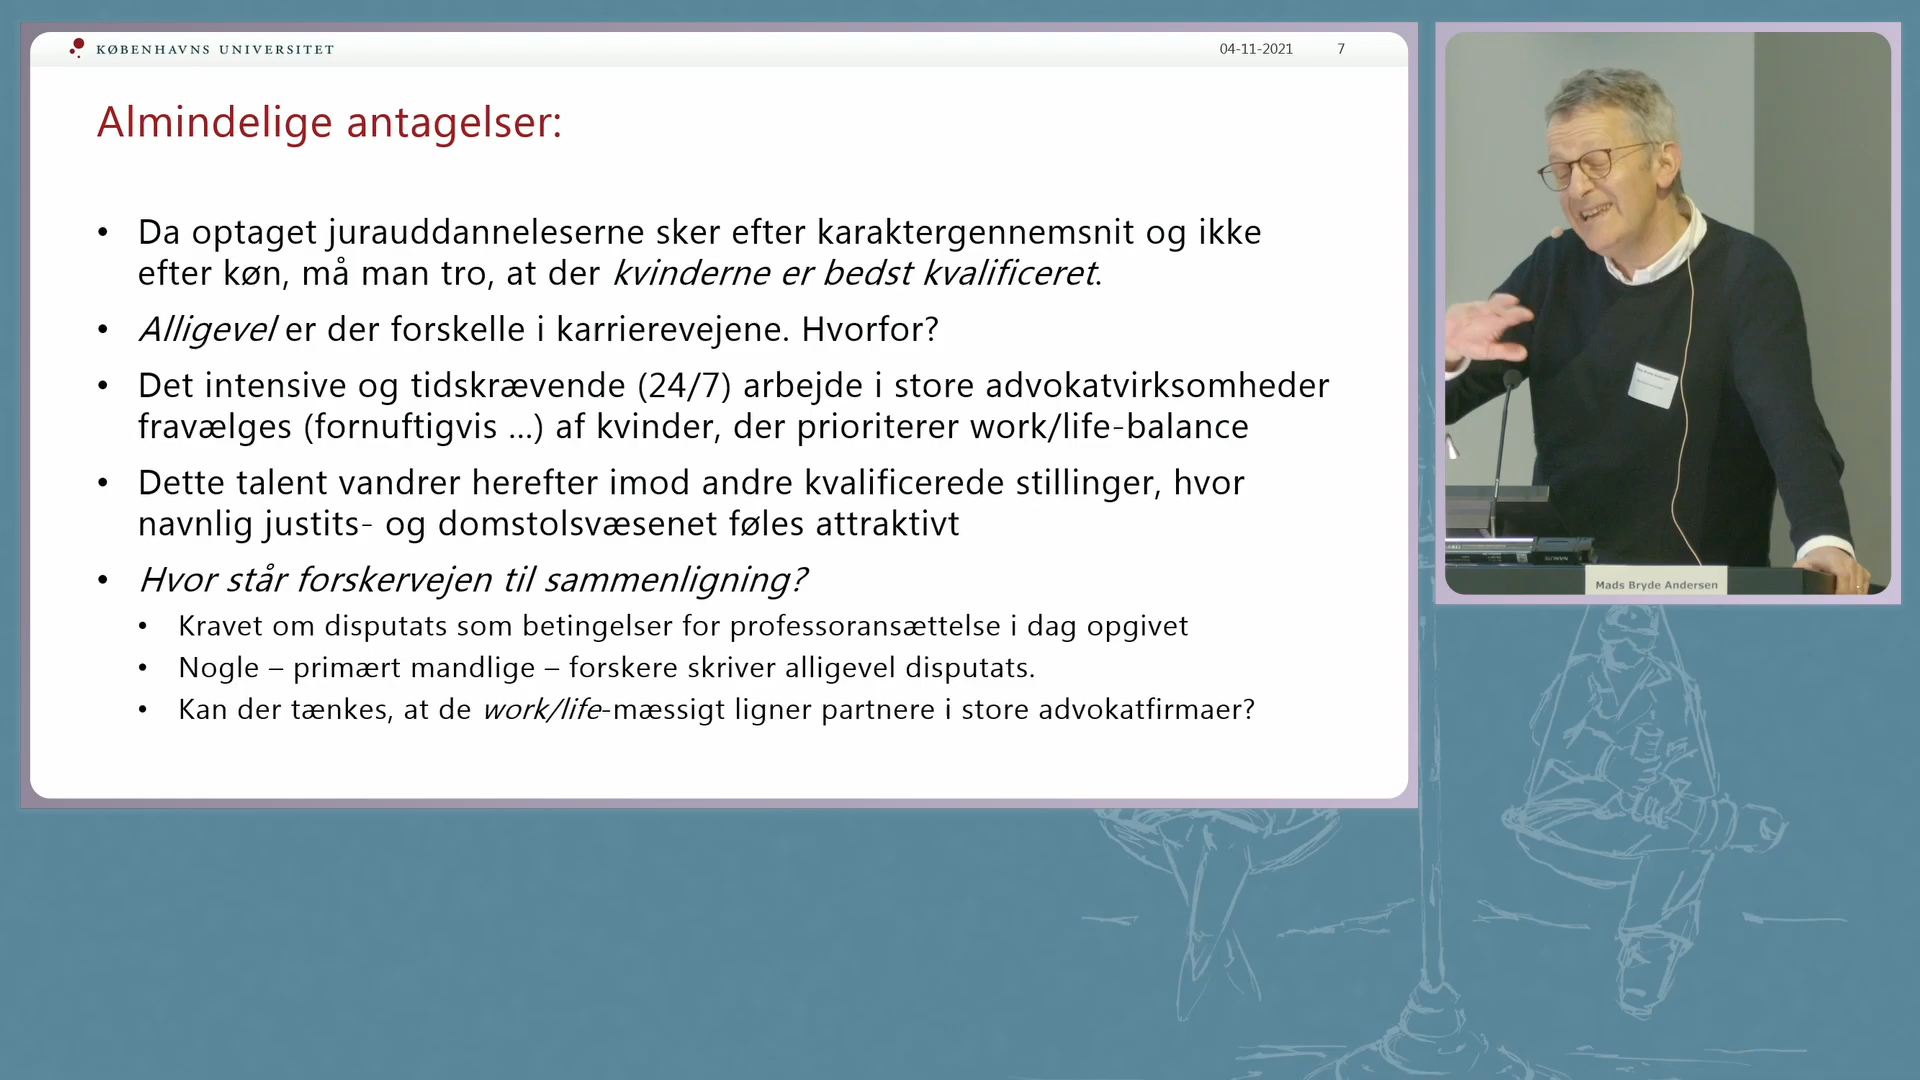 KØBENHAVNS UNIVERSITET
04-11-2021 7
Almindelige antagelser:
• Da optaget jurauddanneleserne sker efter karaktergennemsnit og ikke
efter køn, må man tro, at der kvinderne er bedst kvalificeret.
• Alligevel er der forskelle i karrierevejene. Hvorfor?
• Det intensive og tidskrævende (24/7) arbejde i store advokatvirksomheder
fravælges (fornuftigvis ...) af kvinder, der prioriterer work/life-balance
• Dette talent vandrer herefter imod andre kvalificerede stillinger, hvor
navnlig justits- og domstolsvæsenet føles attraktivt
• Hvor står forskervejen til sammenligning?
• Kravet om disputats som betingelser for professoransættelse i dag opgivet
• Nogle – primært mandlige – forskere skriver alligevel disputats.
• Kan der tænkes, at de work/life-mæssigt ligner partnere i store advokatfirmaer?
Mads Bryde Andersen